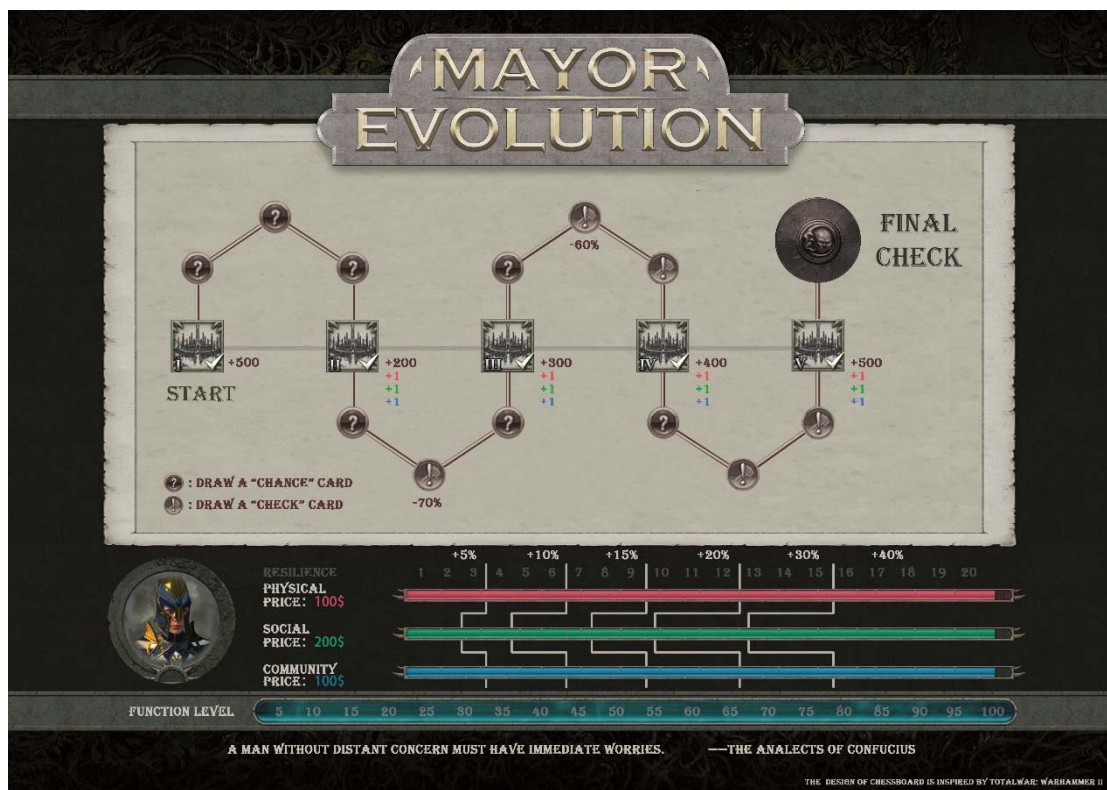 MAYOR
EVOLUTION
FINAL
CHECK
?
?
?
?
!
-60%
!
I
+500
START
II
+200
+1
+1
+1
III
+300
+1
+1
+1
IV
+400
+1
+1
+1
V
+500
+1
+1
+1
?
?
?
!
!
-70%
!
? : DRAW A "CHANCE" CARD
! : DRAW A "CHECK" CARD
+5% +10% +15% +20% +30% +40%
RESILIENCE 1 2 3 4 5 6 7 8 9 10 11 12 13 14 15 16 17 18 19 20
PHYSICAL
PRICE: 100$
SOCIAL
PRICE: 200$
COMMUNITY
PRICE: 100$
FUNCTION LEVEL 5 10 15 20 25 30 35 40 45 50 55 60 65 70 75 80 85 90 95 100
A MAN WITHOUT DISTANT CONCERN MUST HAVE IMMEDIATE WORRIES. ——THE ANALECTS OF CONFUCIUS
THE DESIGN OF CHESSBOARD IS INSPIRED BY TOTALWAR: WARHAMMER II